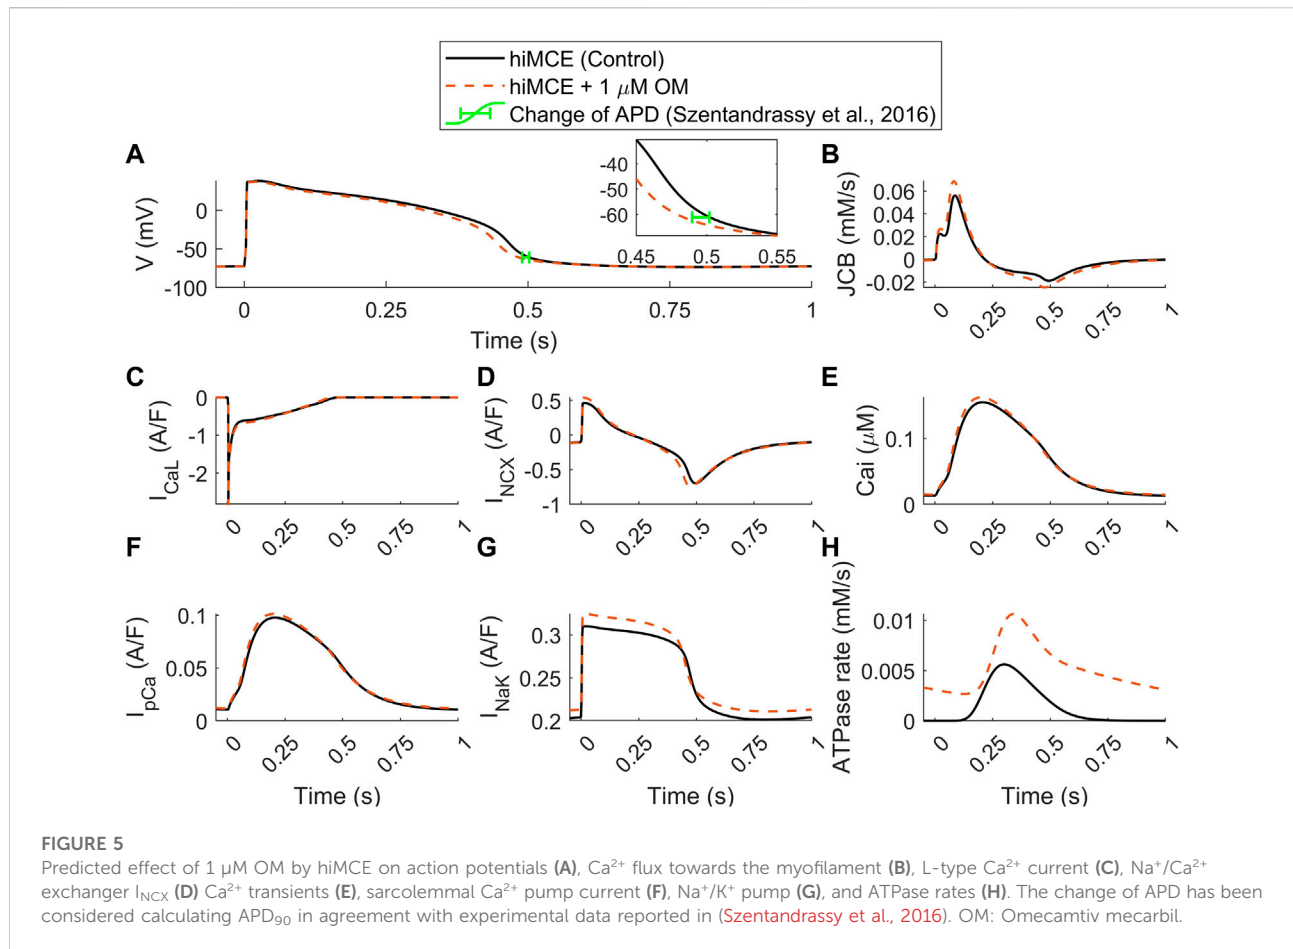 hiMCE (Control)
hiMCE + 1 μM OM
Change of APD (Szentandrassy et al., 2016)
A
V (mV)
0
-50
-100
0
0.25
0.5
0.75
1
Time (s)
-40
-50
-60
0.45
0.5
0.55
B
JCB (mM/s)
0.06
0.04
0.02
0
-0.02
0
0.25
0.5
0.75
1
C
I_CaL (A/F)
0
-1
-2
0
0.25
0.5
0.75
1
D
I_NCX (A/F)
0.5
0
-0.5
-1
0
0.25
0.5
0.75
1
E
Cai (μM)
0.1
0
0
0.25
0.5
0.75
1
F
I_pCa (A/F)
0.1
0.05
0
0
0.25
0.5
0.75
1
Time (s)
G
I_NaK (A/F)
0.3
0.2
0
0.25
0.5
0.75
1
Time (s)
H
ATPase rate (mM/s)
0.01
0.005
0
0
0.25
0.5
0.75
1
Time (s)
FIGURE 5
Predicted effect of 1 µM OM by hiMCE on action potentials (A), Ca²⁺ flux towards the myofilament (B), L-type Ca²⁺ current (C), Na⁺/Ca²⁺
exchanger I_NCX (D) Ca²⁺ transients (E), sarcolemmal Ca²⁺ pump current (F), Na⁺/K⁺ pump (G), and ATPase rates (H). The change of APD has been
considered calculating APD₉₀ in agreement with experimental data reported in (Szentandrassy et al., 2016). OM: Omecamtiv mecarbil.